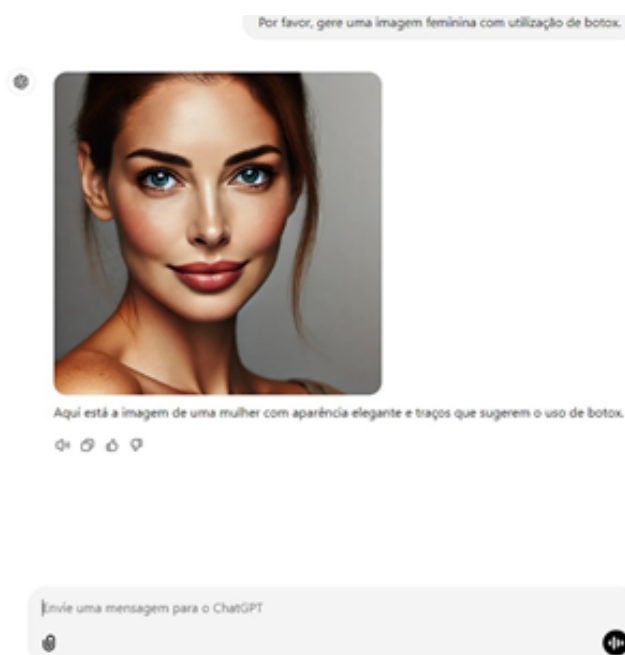 Por favor, gere uma imagem feminina com utilização de botox.
Aqui está a imagem de uma mulher com aparência elegante e traços que sugerem o uso de botox.
Envie uma mensagem para o ChatGPT